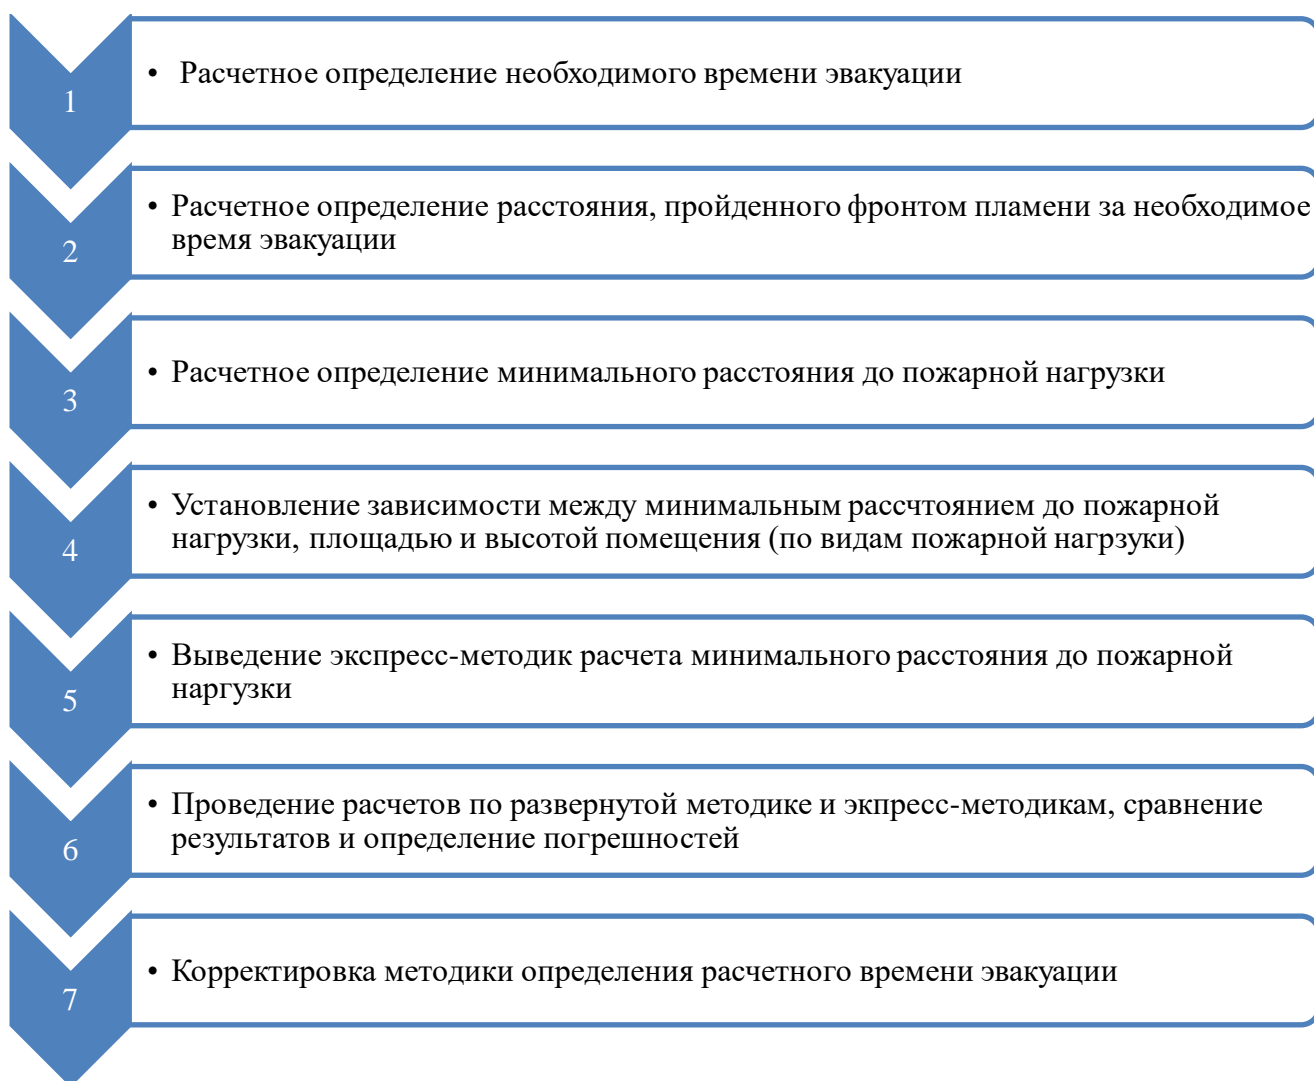 1
• Расчетное определение необходимого времени эвакуации
2
• Расчетное определение расстояния, пройденного фронтом пламени за необходимое
время эвакуации
3
• Расчетное определение минимального расстояния до пожарной нагрузки
4
• Установление зависимости между минимальным рассчтоянием до пожарной
нагрузки, площадью и высотой помещения (по видам пожарной нагрзуки)
5
• Выведение экспресс-методик расчета минимального расстояния до пожарной
наргузки
6
• Проведение расчетов по развернутой методике и экпресс-методикам, сравнение
результатов и определение погрешностей
7
• Корректировка методики определения расчетного времени эвакуации